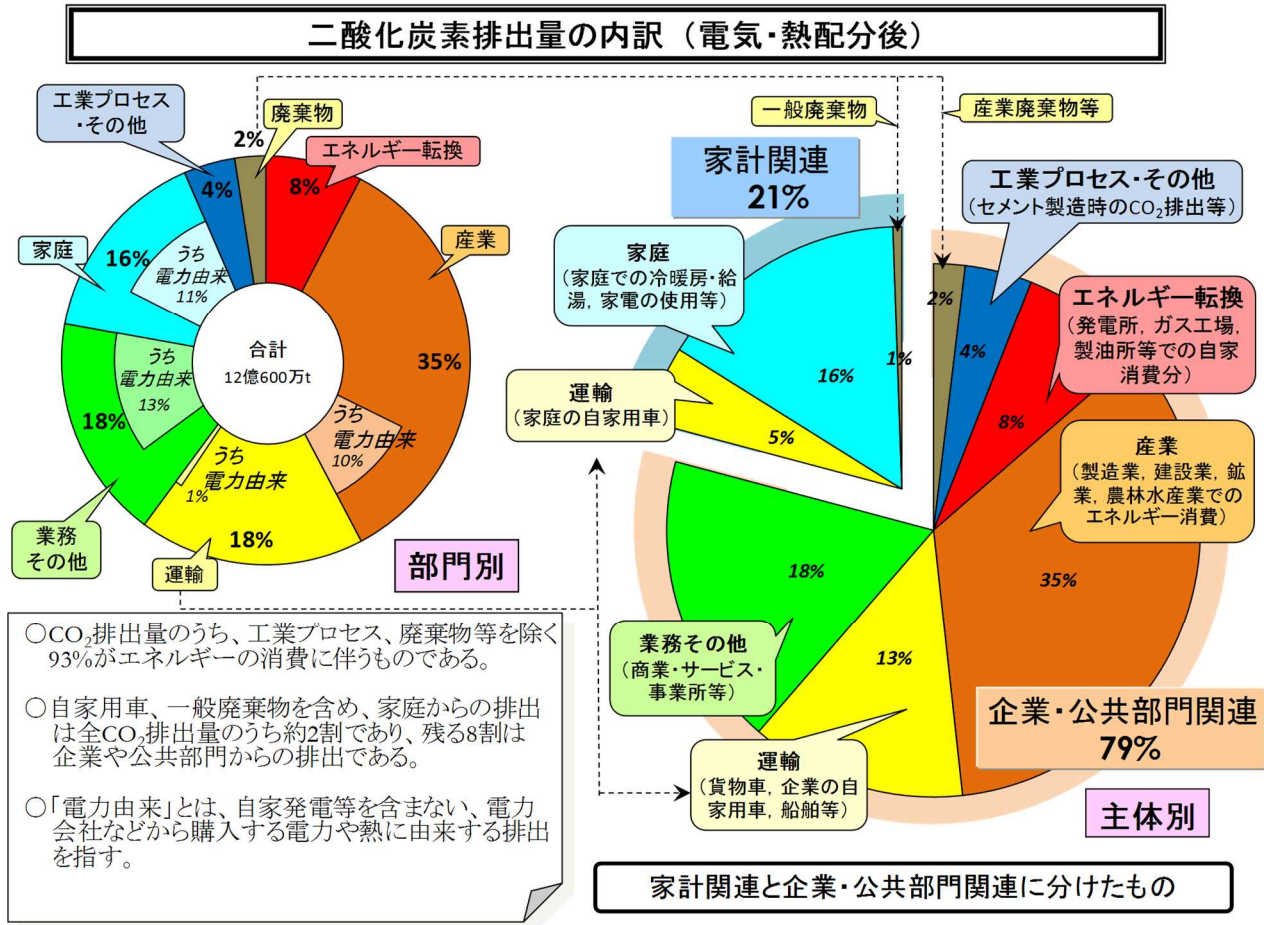 二酸化炭素排出量の内訳（電気・熱配分後）
工業プロセス
・その他
廃棄物
2%
エネルギー転換
4%
8%
家庭
16%
うち
電力由来
11%
産業
35%
合計
12億600万t
うち
電力由来
13%
18%
うち
電力由来
10%
うち
電力由来
1%
18%
業務
その他
運輸
部門別
一般廃棄物
産業廃棄物等
家計関連
21%
工業プロセス・その他
（セメント製造時のCO₂排出等）
家庭
（家庭での冷暖房・給
湯，家電の使用等）
エネルギー転換
（発電所，ガス工場，
製油所等での自家
消費分）
2%
4%
1%
16%
8%
運輸
（家庭の自家用車）
5%
産業
（製造業，建設業，鉱
業，農林水産業での
エネルギー消費）
18%
35%
業務その他
（商業・サービス・
事業所等）
13%
企業・公共部門関連
79%
運輸
（貨物車，企業の自
家用車，船舶等）
主体別
家計関連と企業・公共部門関連に分けたもの
○CO₂排出量のうち、工業プロセス、廃棄物等を除く
93%がエネルギーの消費に伴うものである。
○自家用車、一般廃棄物を含め、家庭からの排出
は全CO₂排出量のうち約2割であり、残る8割は
企業や公共部門からの排出である。
○「電力由来」とは、自家発電等を含まない、電力
会社などから購入する電力や熱に由来する排出
を指す。